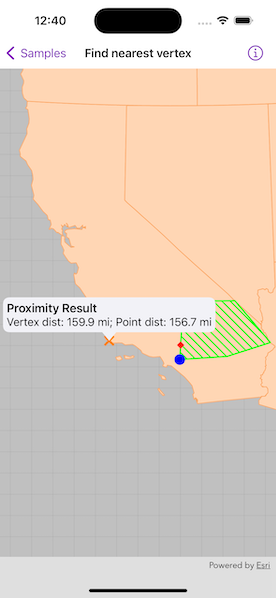 12:40
Samples
Find nearest vertex
Proximity Result
Vertex dist: 159.9 mi; Point dist: 156.7 mi
Powered by Esri